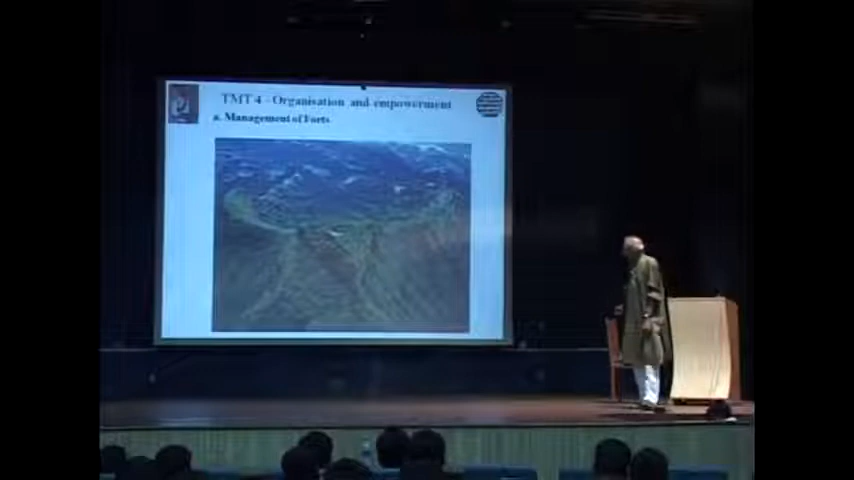 TMT 4 - Organisation and empowerment
a. Management of Forts